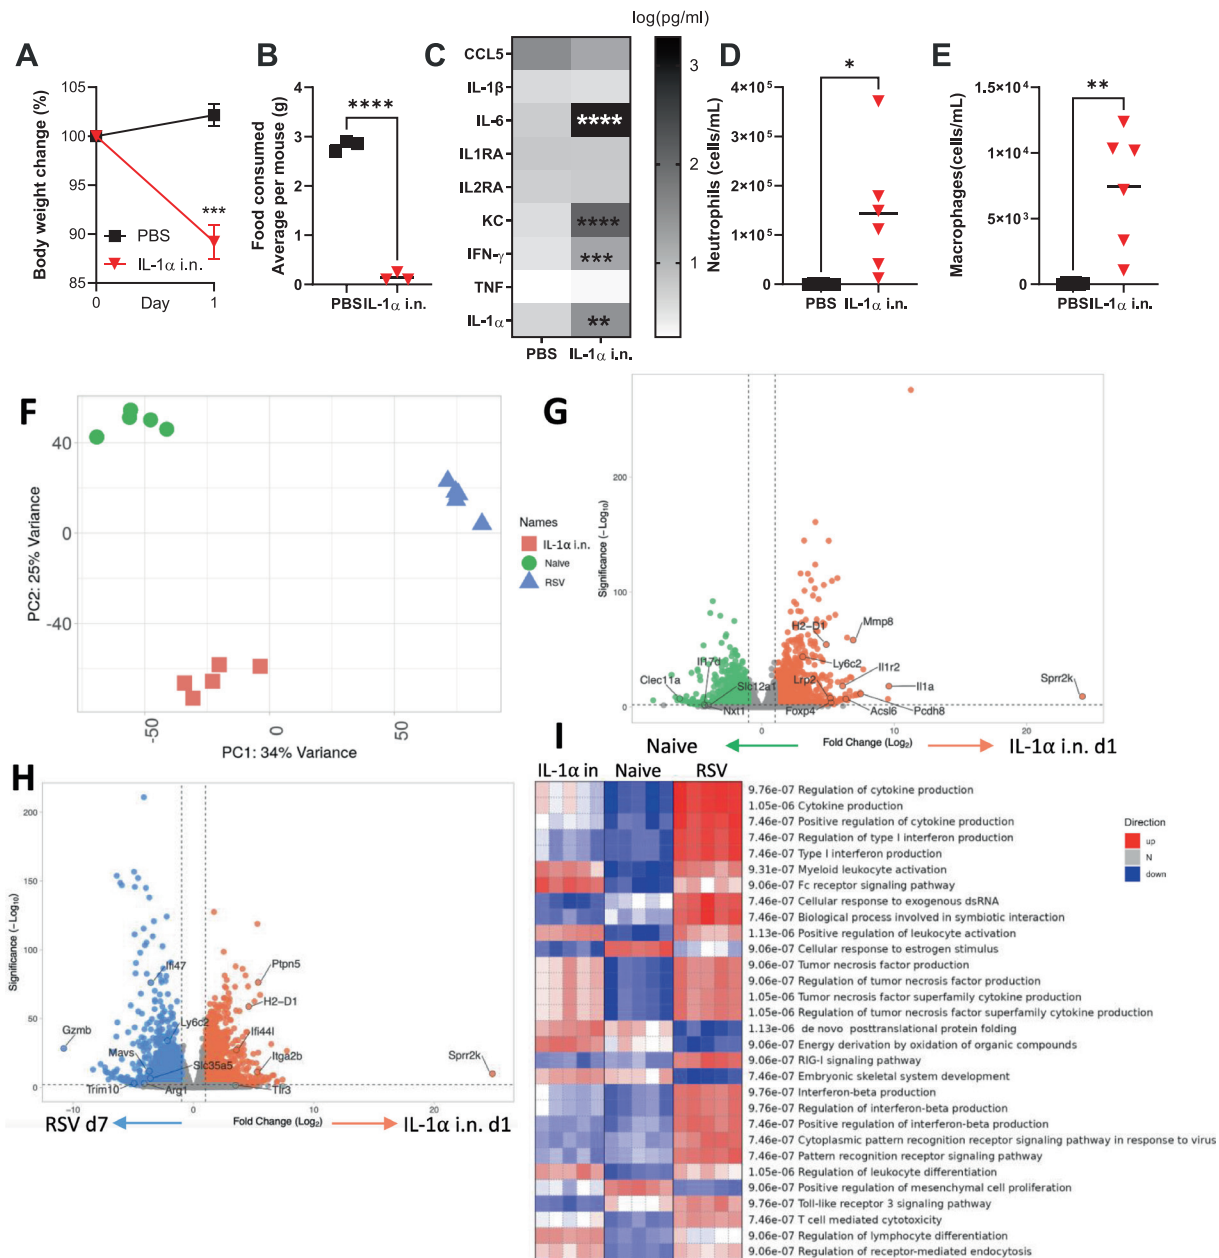 A
Body weight change (%)
105
100
95
90
85
***
PBS
IL-1α i.n.
0
Day
1
B
Food consumed
Average per mouse (g)
4
3
2
1
0
****
PBS
IL-1α i.n.
C
log(pg/ml)
CCL5
IL-1β
IL-6
****
IL1RA
IL2RA
KC
****
IFN-γ
***
TNF
IL-1α
**
PBS
IL-1α i.n.
3
2
1
D
Neutrophils (cells/mL)
4×10⁵
3×10⁵
2×10⁵
1×10⁵
0
*
PBS
IL-1α i.n.
E
Macrophages(cells/mL)
1.5×10⁴
1×10⁴
5×10³
0
**
PBS
IL-1α i.n.
F
PC2: 25% Variance
40
0
-40
-50
0
50
PC1: 34% Variance
Names
IL-1α i.n.
Naive
RSV
G
Significance (−Log₁₀)
200
100
0
H2−D1
Mmp8
Il17d
Ly6c2
Il1r2
Clec11a
Slc12a1
Lrp2
Il1a
Sprr2k
Nxt1
Foxp4
Acsl6
Pcdh8
0
10
20
Naive
Fold Change (Log₂)
IL-1α i.n. d1
H
Significance (−Log₁₀)
200
150
100
50
0
Ifi47
Ptpn5
H2−D1
Gzmb
Ly6c2
Ifi44l
Mavs
Slc35a5
Itga2b
Sprr2k
Trim10
Arg1
Tlr3
−10
0
10
20
RSV d7
Fold Change (Log₂)
IL-1α i.n. d1
I
IL-1α in
Naive
RSV
9.76e-07 Regulation of cytokine production
1.05e-06 Cytokine production
7.46e-07 Positive regulation of cytokine production
7.46e-07 Regulation of type I interferon production
7.46e-07 Type I interferon production
9.31e-07 Myeloid leukocyte activation
9.06e-07 Fc receptor signaling pathway
7.46e-07 Cellular response to exogenous dsRNA
7.46e-07 Biological process involved in symbiotic interaction
1.13e-06 Positive regulation of leukocyte activation
9.06e-07 Cellular response to estrogen stimulus
9.06e-07 Tumor necrosis factor production
9.06e-07 Regulation of tumor necrosis factor production
1.05e-06 Tumor necrosis factor superfamily cytokine production
1.05e-06 Regulation of tumor necrosis factor superfamily cytokine production
1.13e-06 de novo posttranslational protein folding
9.06e-07 Energy derivation by oxidation of organic compounds
9.06e-07 RIG-I signaling pathway
7.46e-07 Embryonic skeletal system development
9.76e-07 Interferon-beta production
9.76e-07 Regulation of interferon-beta production
7.46e-07 Positive regulation of interferon-beta production
7.46e-07 Cytoplasmic pattern recognition receptor signaling pathway in response to virus
7.46e-07 Pattern recognition receptor signaling pathway
1.05e-06 Regulation of leukocyte differentiation
9.06e-07 Positive regulation of mesenchymal cell proliferation
9.76e-07 Toll-like receptor 3 signaling pathway
7.46e-07 T cell mediated cytotoxicity
9.06e-07 Regulation of lymphocyte differentiation
9.06e-07 Regulation of receptor-mediated endocytosis
Direction
up
N
down